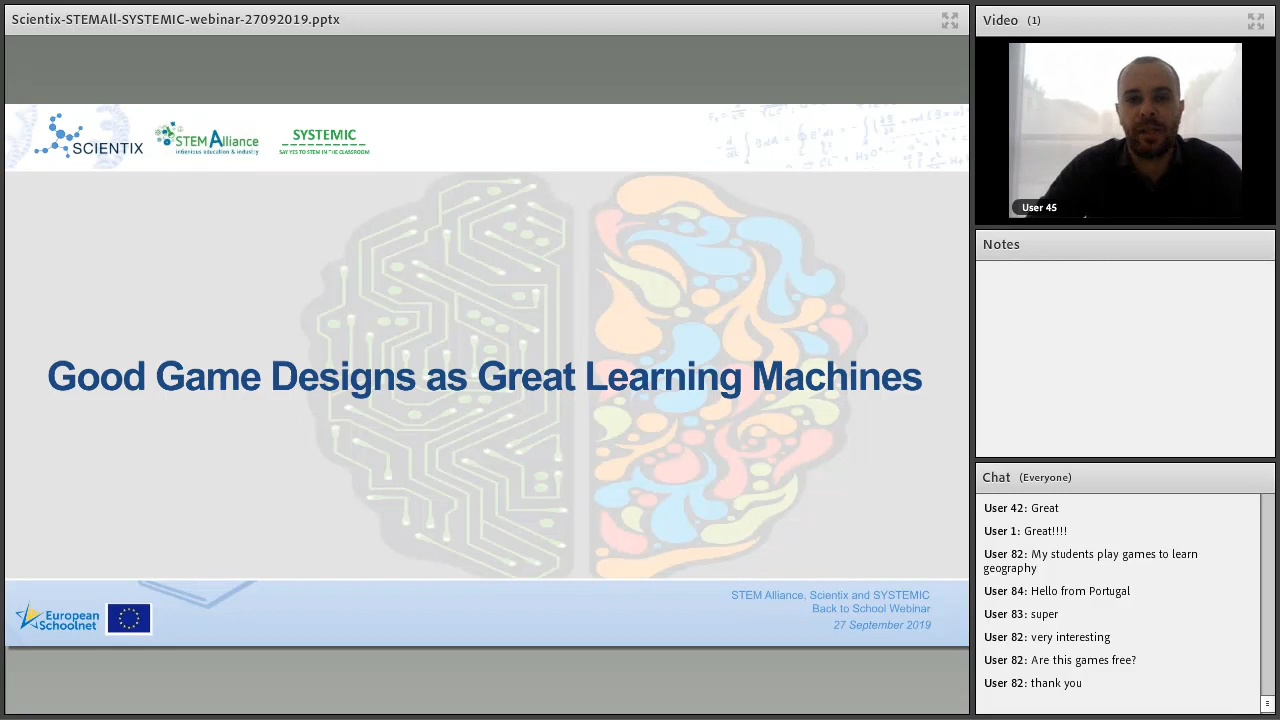 Scientix-STEMAll-SYSTEMIC-webinar-27092019.pptx
SCIENTIX
STEM Alliance
inGenious education & industry
SYSTEMIC
SAY YES TO STEM IN THE CLASSROOM
Good Game Designs as Great Learning Machines
European
Schoolnet
STEM Alliance, Scientix and SYSTEMIC
Back to School Webinar
27 September 2019
Video (1)
User 45
Notes
Chat (Everyone)
User 42: Great
User 1: Great!!!!
User 82: My students play games to learn
geography
User 84: Hello from Portugal
User 83: super
User 82: very interesting
User 82: Are this games free?
User 82: thank you